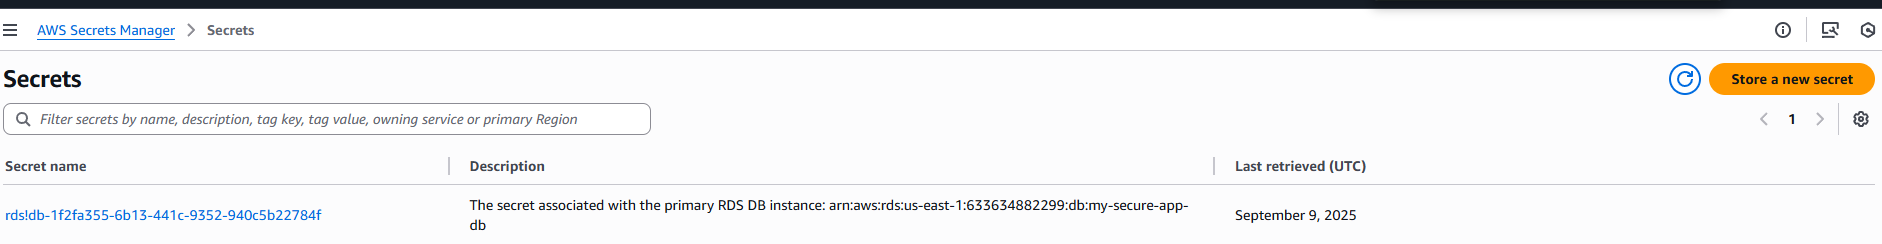 AWS Secrets Manager > Secrets
Secrets
Store a new secret
Filter secrets by name, description, tag key, tag value, owning service or primary Region
1
Secret name Description Last retrieved (UTC)
rds!db-1f2fa355-6b13-441c-9352-940c5b22784f
The secret associated with the primary RDS DB instance: arn:aws:rds:us-east-1:633634882299:db:my-secure-app-
db
September 9, 2025